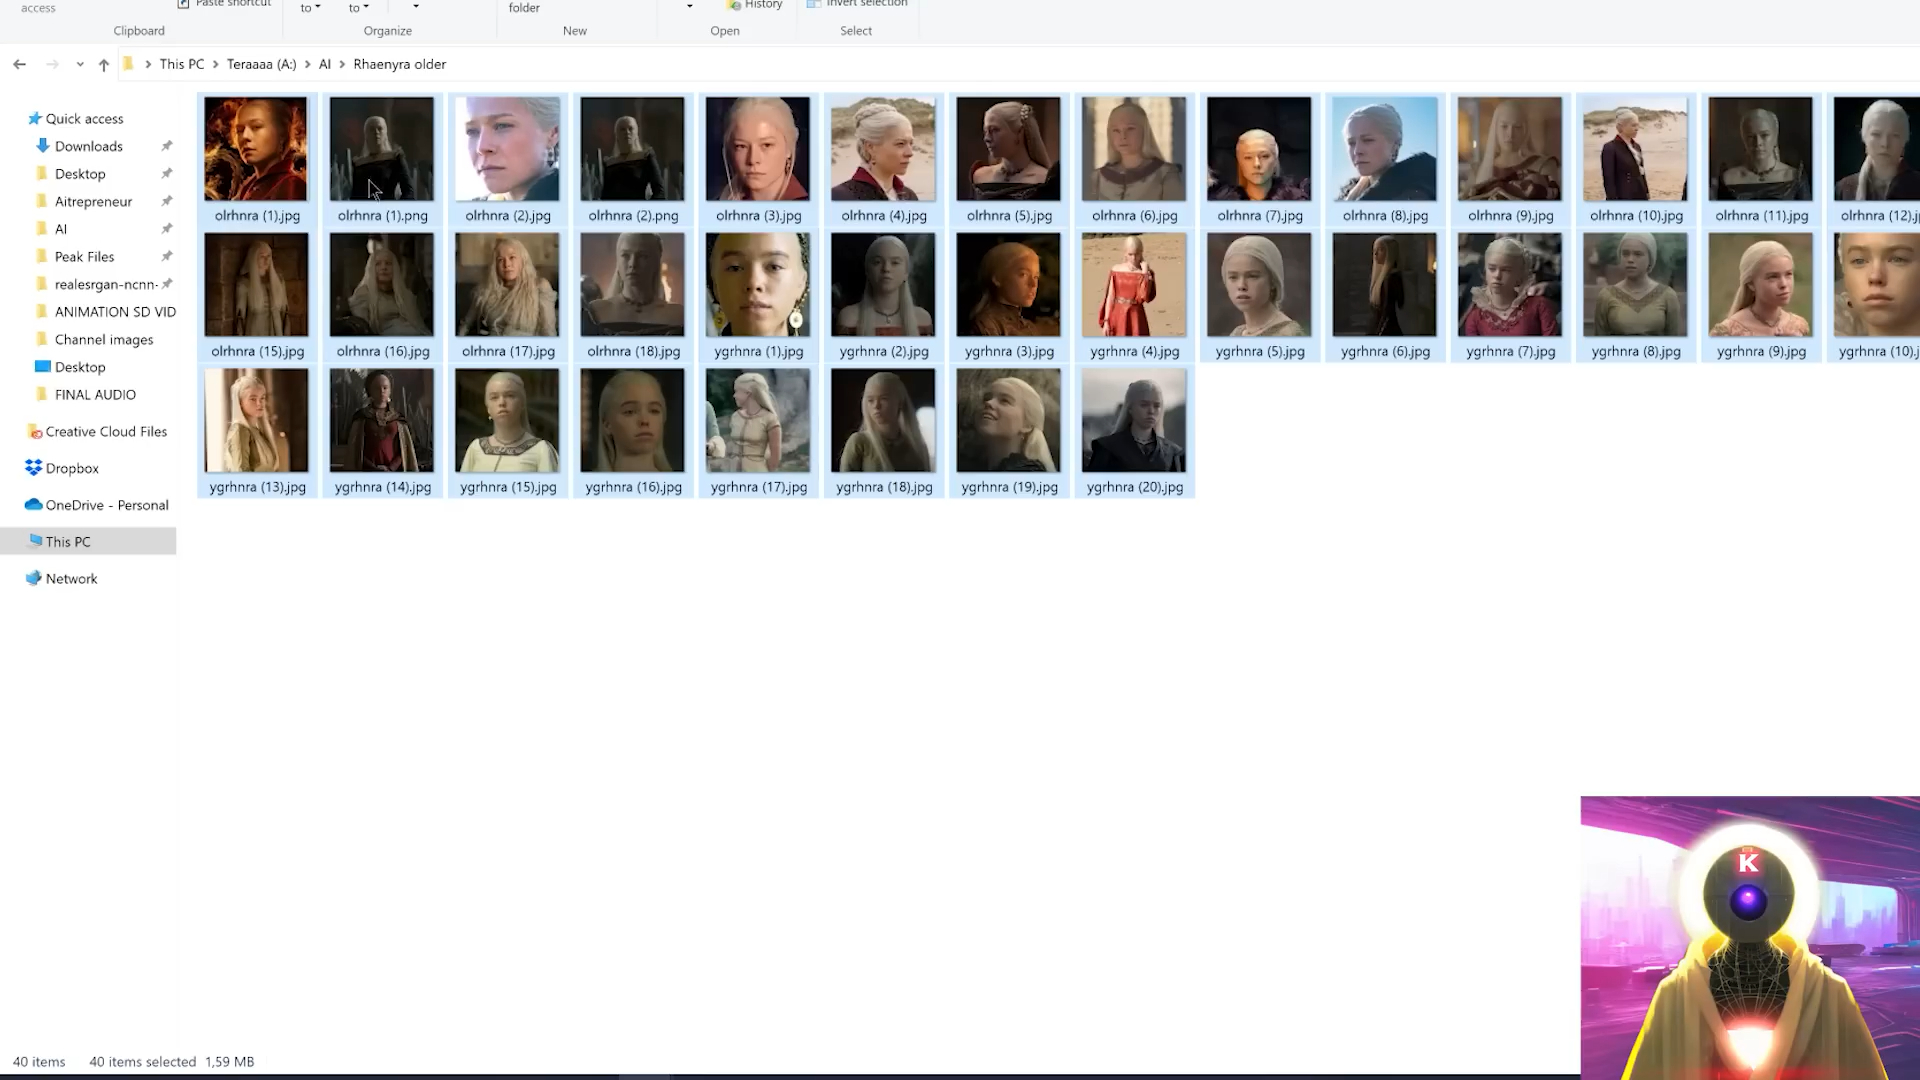 access
Paste shortcut
to
to
folder
History
Invert selection
Clipboard
Organize
New
Open
Select
This PC
Teraaaa (A:)
AI
Rhaenyra older
Quick access
Downloads
Desktop
Aitrepreneur
AI
Peak Files
realesrgan-ncnn-
ANIMATION SD VID
Channel images
Desktop
FINAL AUDIO
Creative Cloud Files
Dropbox
OneDrive - Personal
This PC
Network
olrhnra (1).jpg
olrhnra (1).png
olrhnra (2).jpg
olrhnra (2).png
olrhnra (3).jpg
olrhnra (4).jpg
olrhnra (5).jpg
olrhnra (6).jpg
olrhnra (7).jpg
olrhnra (8).jpg
olrhnra (9).jpg
olrhnra (10).jpg
olrhnra (11).jpg
olrhnra (12).j
olrhnra (15).jpg
olrhnra (16).jpg
olrhnra (17).jpg
olrhnra (18).jpg
ygrhnra (1).jpg
ygrhnra (2).jpg
ygrhnra (3).jpg
ygrhnra (4).jpg
ygrhnra (5).jpg
ygrhnra (6).jpg
ygrhnra (7).jpg
ygrhnra (8).jpg
ygrhnra (9).jpg
ygrhnra (10).j
ygrhnra (13).jpg
ygrhnra (14).jpg
ygrhnra (15).jpg
ygrhnra (16).jpg
ygrhnra (17).jpg
ygrhnra (18).jpg
ygrhnra (19).jpg
ygrhnra (20).jpg
K
40 items
40 items selected
1,59 MB